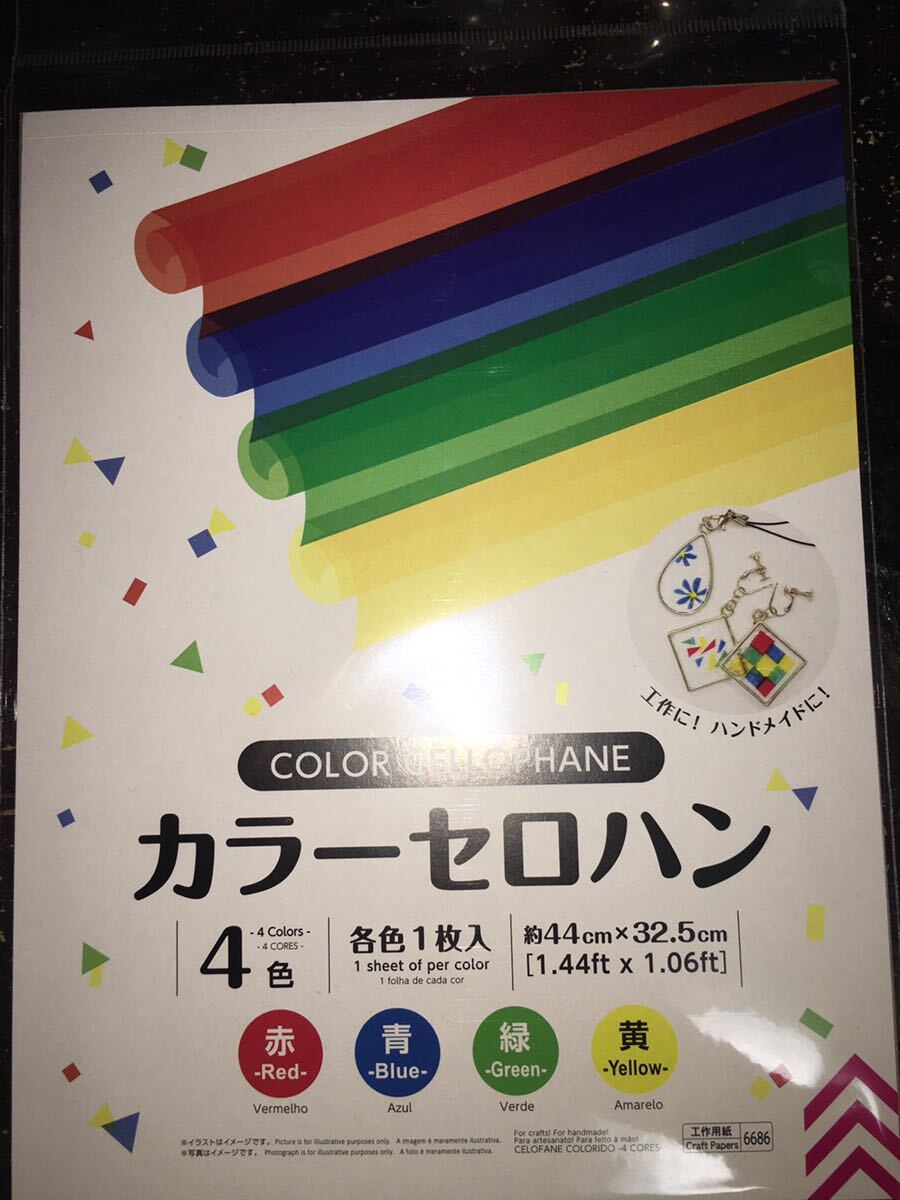 工作に! ハンドメイドに!
COLOR CELLOPHANE
カラーセロハン
4色
- 4 Colors -
- 4 CORES -
各色1枚入
1 sheet of per color
1 folha de cada cor
約44cm×32.5cm
[1.44ft x 1.06ft]
赤
-Red-
Vermelho
青
-Blue-
Azul
緑
-Green-
Verde
黄
-Yellow-
Amarelo
※イラストはイメージです。 Picture is for illustrative purposes only. A imagem é meramente ilustrativa.
※写真はイメージです。 Photograph is for illustrative purposes only. A foto é meramente ilustrativa.
For crafts! For handmade!
Para artesanato! Para feito à mão!
CELOFANE COLORIDO -4 CORES-
工作用紙
Craft Papers
6686